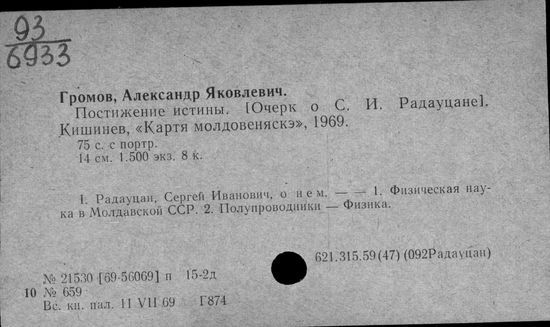 93
6933
Громов, Александр Яковлевич.
Постижение истины. [Очерк о С. И. Радауцане].
Кишинев, «Картя молдовеняскэ», 1969.
75 с. с портр.
14 см. 1.500 экз. 8 к.
1. Радауцан, Сергей Иванович, о нем. — — 1. Физическая нау-
ка в Молдавской ССР. 2. Полупроводники — Физика.
621.315.59(47) (092Радауцан)
№ 21530 [69-56069] п 15-2д
10 № 659
Вс. кн. пал. 11 VII 69 Г874